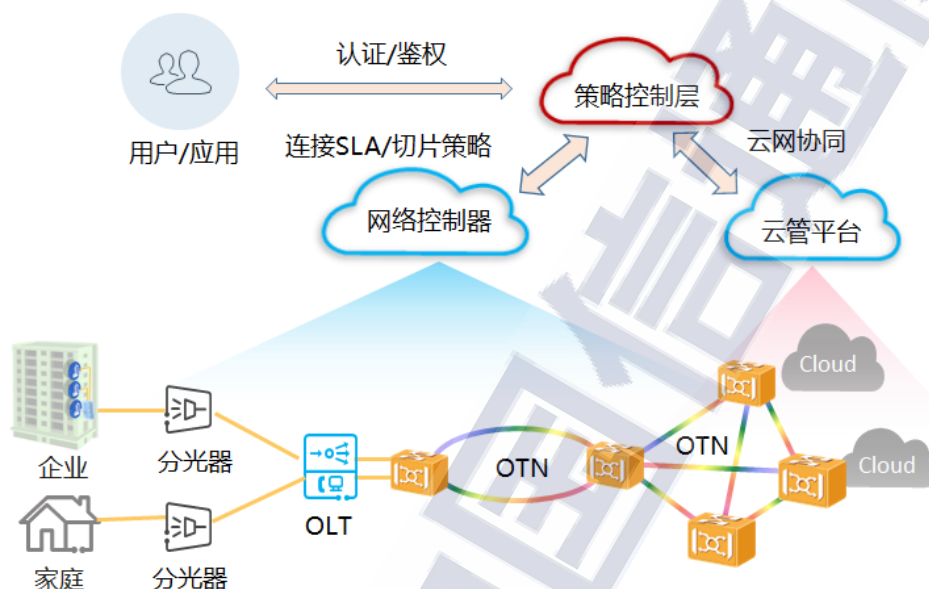 认证/鉴权
策略控制层
用户/应用
连接SLA/切片策略
云网协同
网络控制器
云管平台
Cloud
企业
分光器
OTN
OTN
Cloud
OLT
家庭
分光器